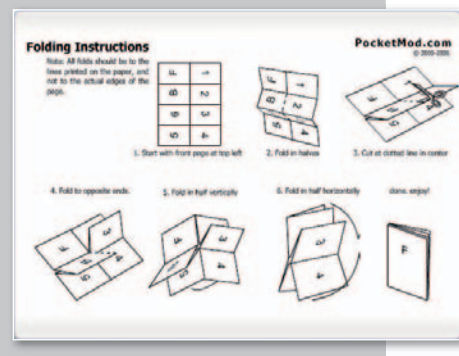 Folding Instructions
PocketMod.com
© 2000-2006
Note: All folds should be to the
lines printed on the paper, and
not to the actual edges of the
page.
F 1
B 2
6 3
5 4
1. Start with front page at top left
2. Fold in halves
3. Cut at dotted line in center
4. Fold to opposite ends.
5. Fold in half vertically
6. Fold in half horizontally
done. enjoy!